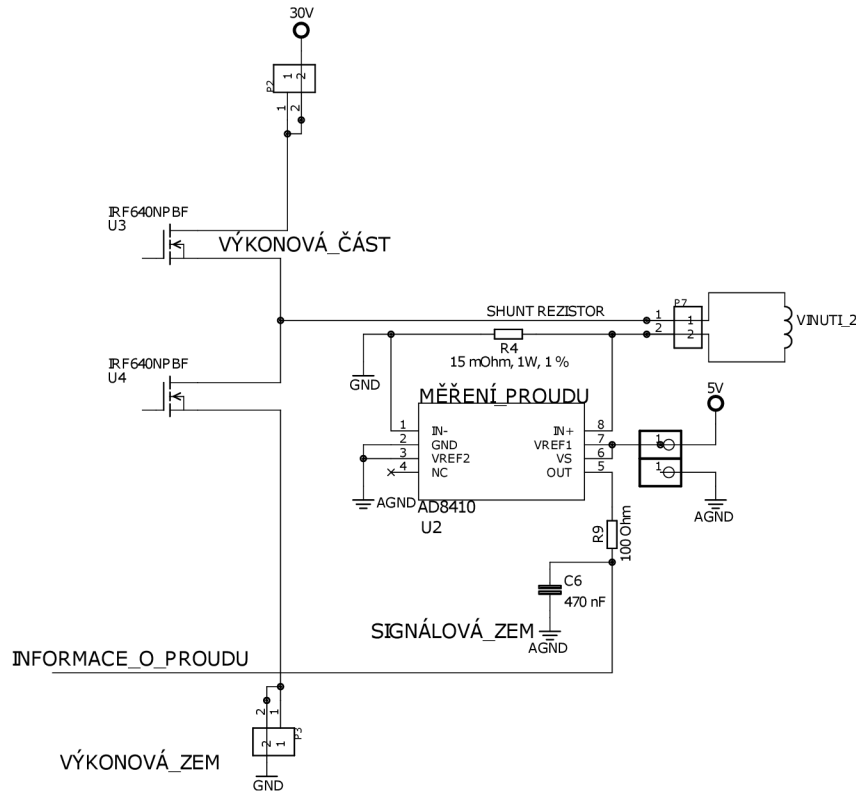 30V
P2
1 2
1
2
IRF640NPBF
U3
VÝKONOVÁ_ČÁST
SHUNT REZISTOR
1
2
P7
1
2
VINUTI_2
R4
15 mOhm, 1W, 1 %
GND
IRF640NPBF
U4
MĚŘENÍ_PROUDU
5V
1 IN- IN+ 8
2 GND VREF1 7
3 VREF2 VS 6
4 NC OUT 5
1
1
AGND
AD8410
U2
AGND
R9
100 Ohm
C6
470 nF
SIGNÁLOVÁ_ZEM
AGND
INFORMACE_O_PROUDU
2
1
2 1
P3
VÝKONOVÁ_ZEM
GND